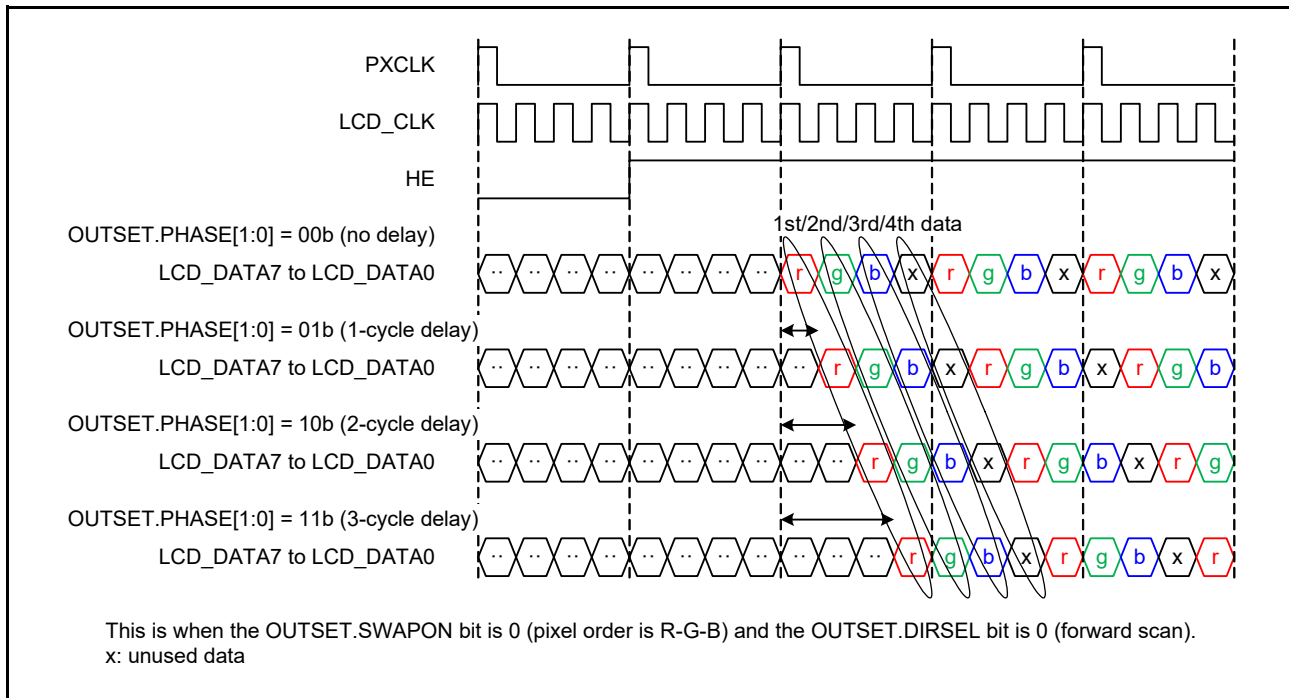 PXCLK
LCD_CLK
HE
1st/2nd/3rd/4th data
OUTSET.PHASE[1:0] = 00b (no delay)
LCD_DATA7 to LCD_DATA0 ·· ·· ·· ·· ·· ·· ·· ·· r g b x r g b x r g b x
OUTSET.PHASE[1:0] = 01b (1-cycle delay)
LCD_DATA7 to LCD_DATA0 ·· ·· ·· ·· ·· ·· ·· ·· ·· r g b x r g b x r g b
OUTSET.PHASE[1:0] = 10b (2-cycle delay)
LCD_DATA7 to LCD_DATA0 ·· ·· ·· ·· ·· ·· ·· ·· ·· ·· r g b x r g b x r g
OUTSET.PHASE[1:0] = 11b (3-cycle delay)
LCD_DATA7 to LCD_DATA0 ·· ·· ·· ·· ·· ·· ·· ·· ·· ·· ·· r g b x r g b x r
This is when the OUTSET.SWAPON bit is 0 (pixel order is R-G-B) and the OUTSET.DIRSEL bit is 0 (forward scan).
x: unused data